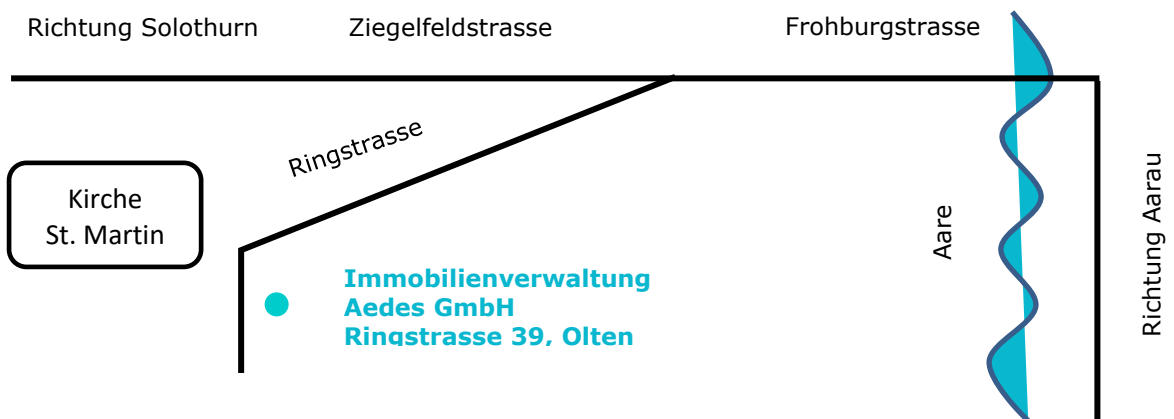 Richtung Solothurn
Ziegelfeldstrasse
Frohburgstrasse
Ringstrasse
Kirche
St. Martin
Aare
Richtung Aarau
Immobilienverwaltung
Aedes GmbH
Ringstrasse 39, Olten